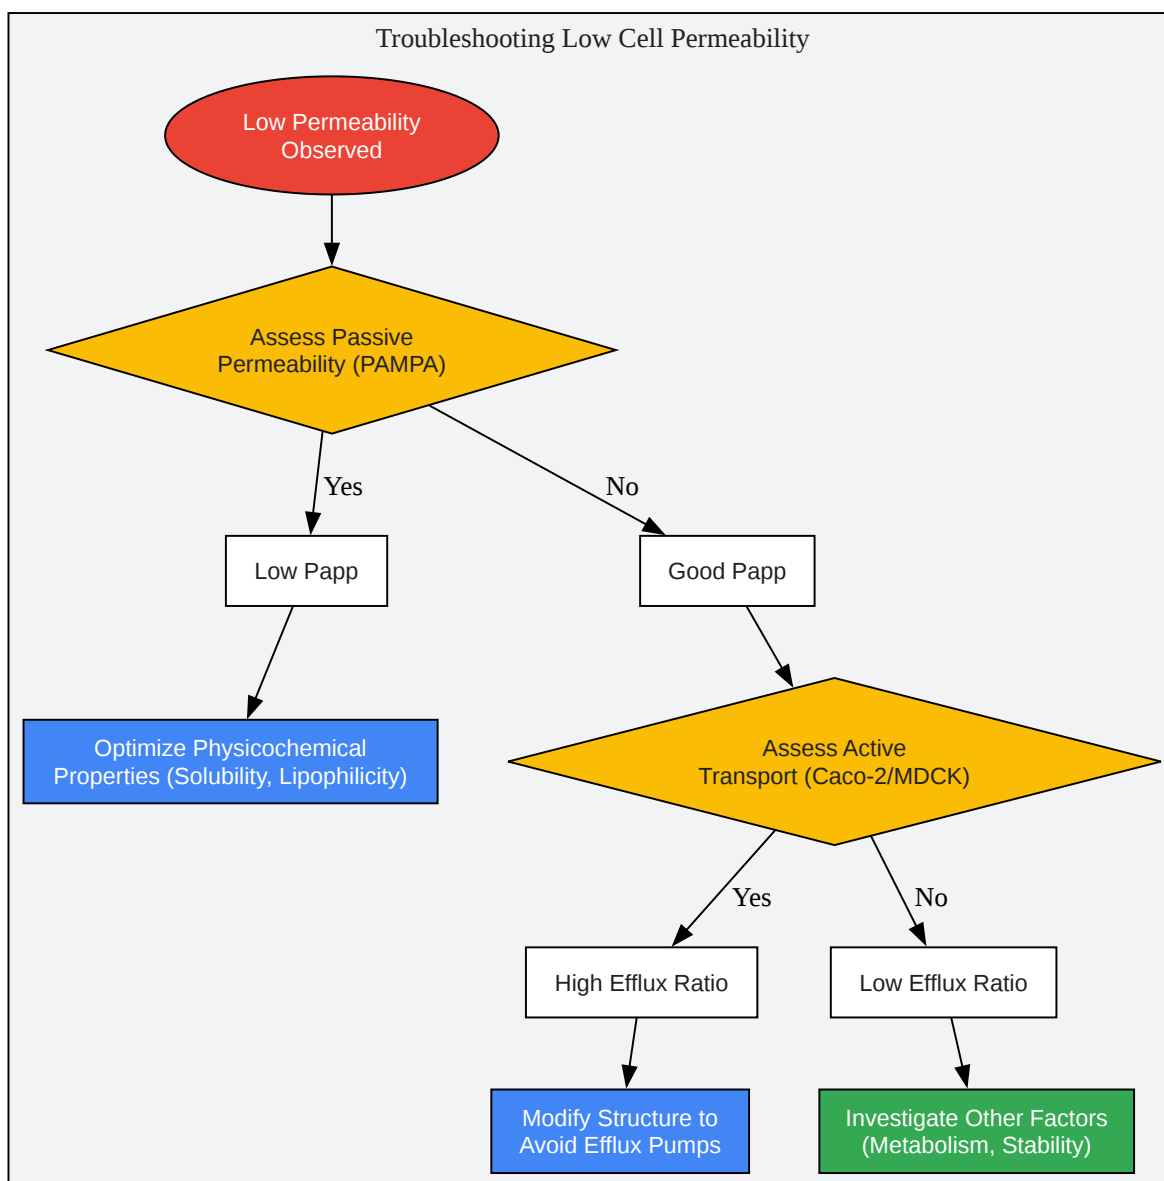 Troubleshooting Low Cell Permeability
Low Permeability
Observed
Assess Passive
Permeability (PAMPA)
Yes
No
Low Papp
Good Papp
Optimize Physicochemical
Properties (Solubility, Lipophilicity)
Assess Active
Transport (Caco-2/MDCK)
Yes
No
High Efflux Ratio
Low Efflux Ratio
Modify Structure to
Avoid Efflux Pumps
Investigate Other Factors
(Metabolism, Stability)